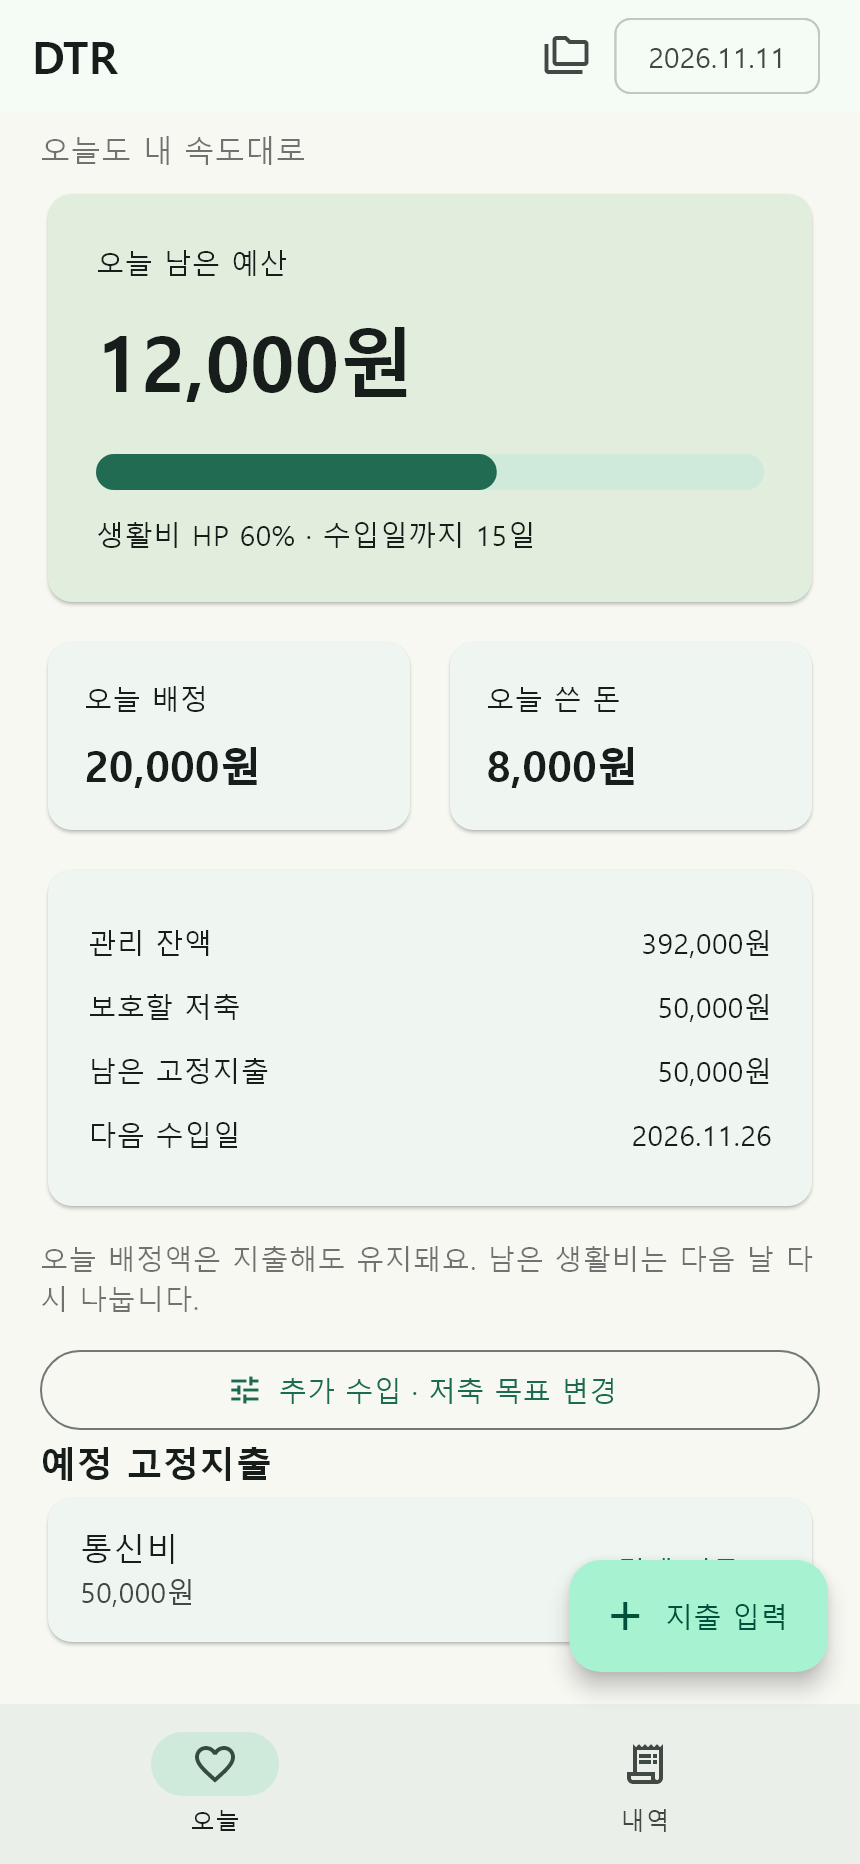 DTR
2026.11.11
오늘도 내 속도대로
오늘 남은 예산
12,000원
생활비 HP 60% · 수입일까지 15일
오늘 배정
오늘 쓴 돈
20,000원
8,000원
관리 잔액
392,000원
보호할 저축
50,000원
남은 고정지출
50,000원
다음 수입일
2026.11.26
오늘 배정액은 지출해도 유지돼요. 남은 생활비는 다음 날 다
시 나눕니다.
추가 수입 · 저축 목표 변경
예정 고정지출
통신비
50,000원
지출 입력
오늘
내역